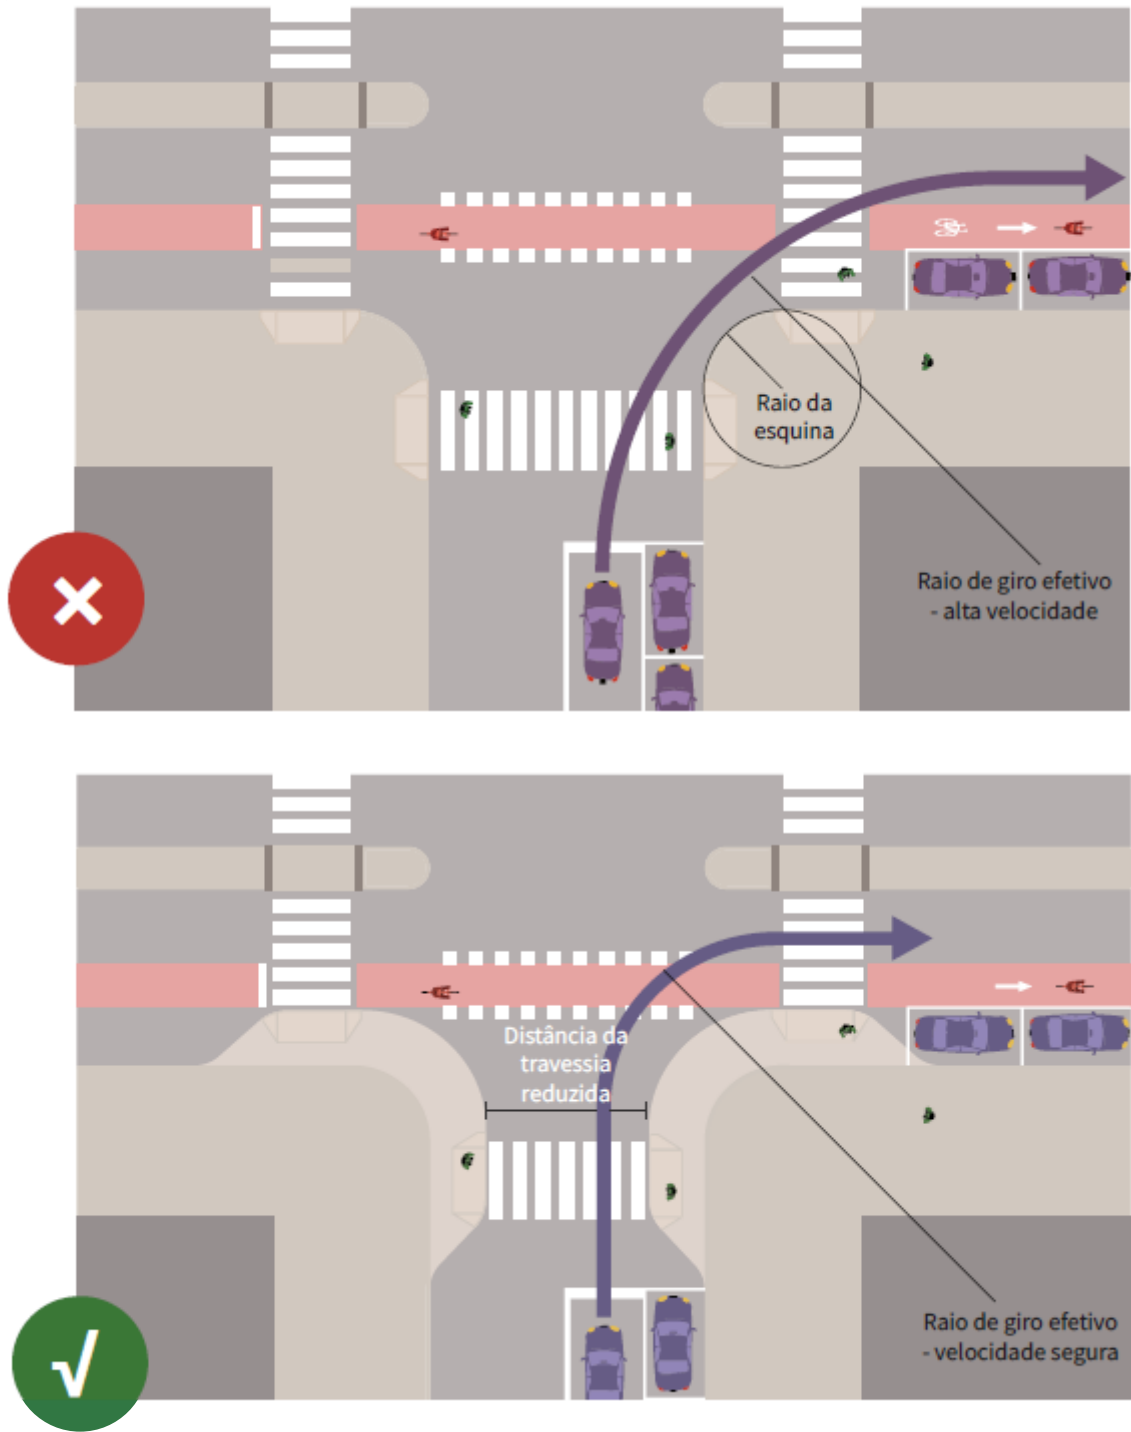 Raio da
esquina
Raio de giro efetivo
- alta velocidade
Distância da
travessia
reduzida
Raio de giro efetivo
- velocidade segura